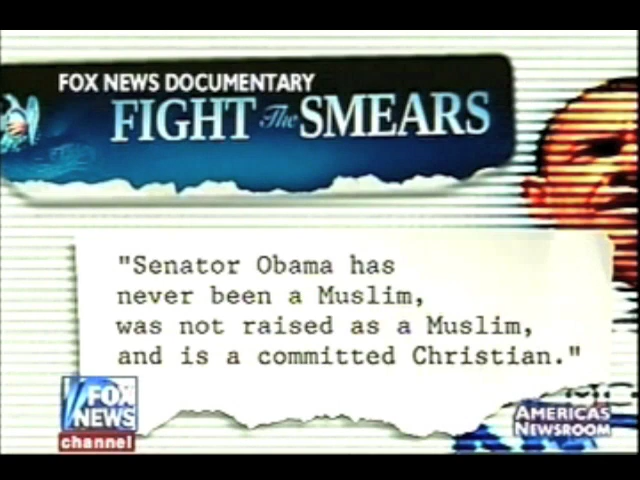 FOX NEWS DOCUMENTARY
FIGHT The SMEARS
"Senator Obama has
never been a Muslim,
was not raised as a Muslim,
and is a committed Christian."
FOX
NEWS
channel
AMERICA'S
NEWSROOM